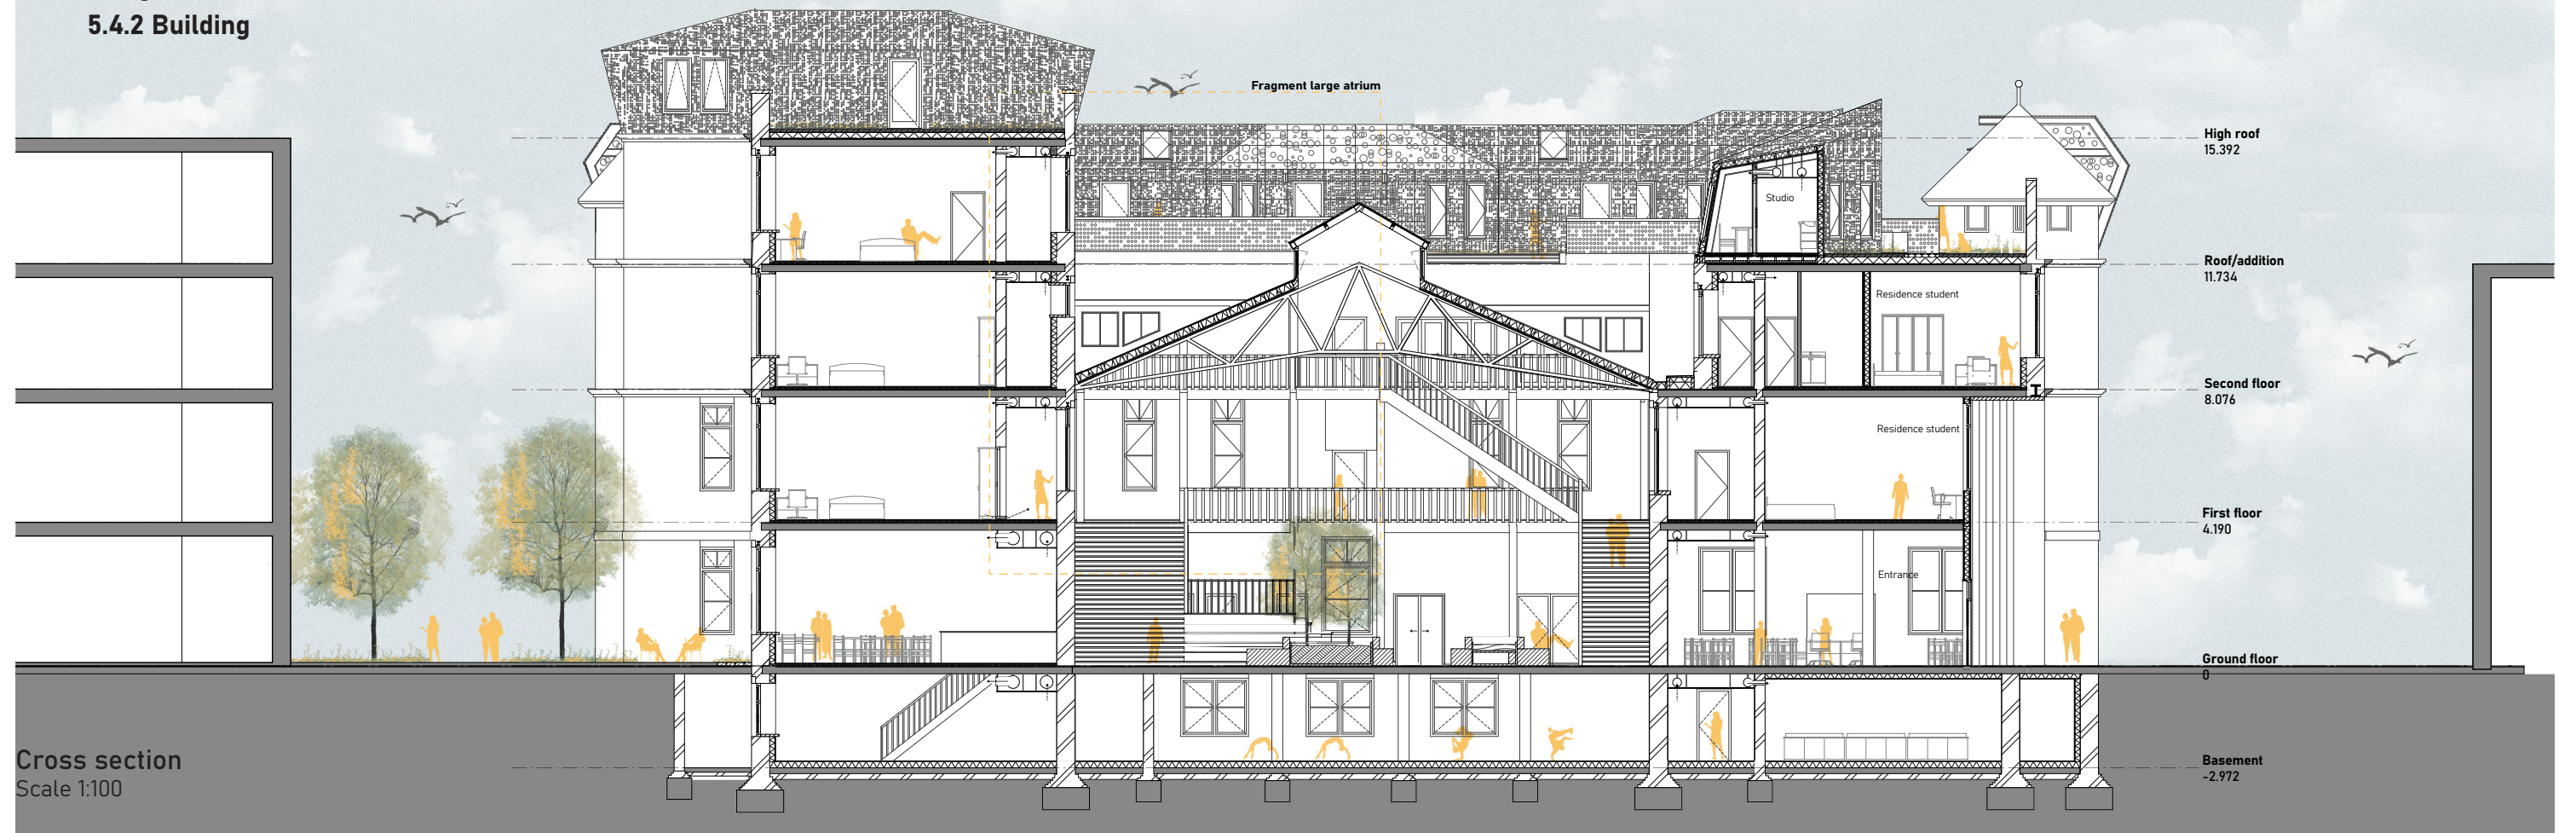 5.4.2 Building
Fragment large atrium
High roof
15.392
Studio
Roof/addition
11.734
Residence student
Second floor
8.076
Residence student
First floor
4.190
Entrance
Ground floor
0
Cross section
Scale 1:100
Basement
-2.972